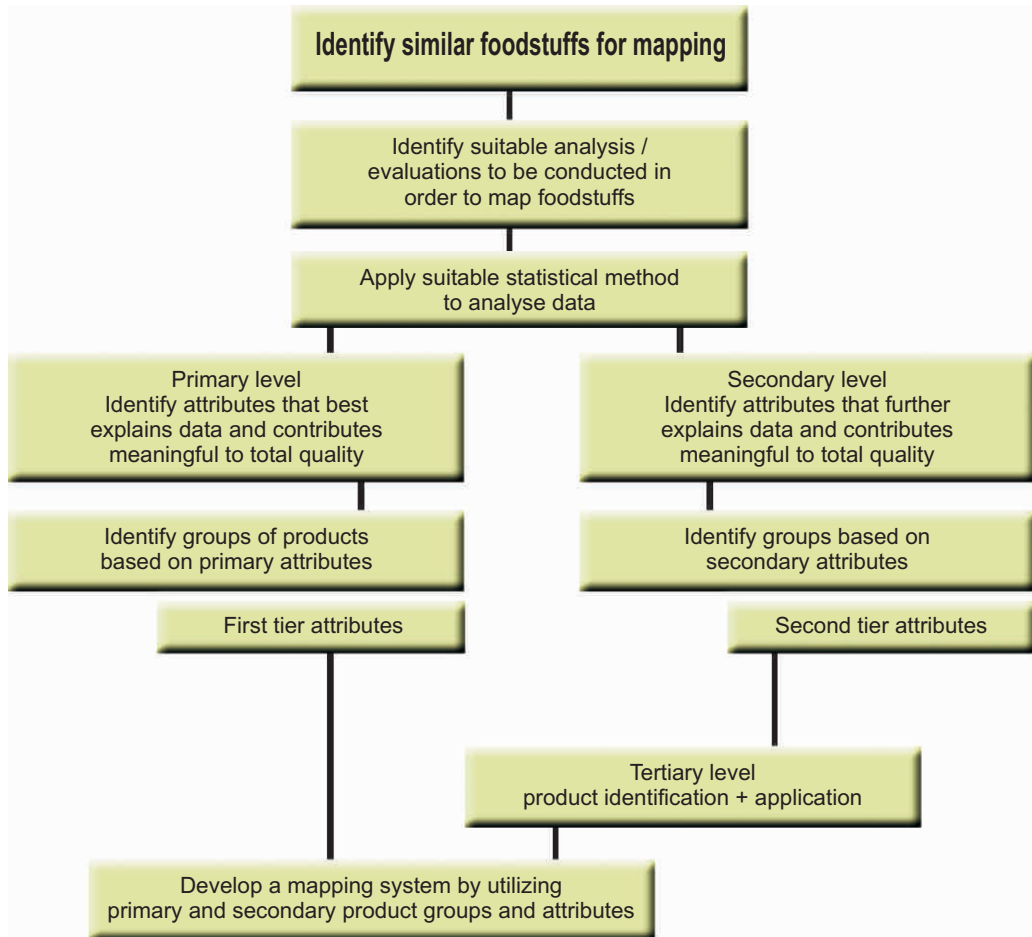 Identify similar foodstuffs for mapping
Identify suitable analysis /
evaluations to be conducted in
order to map foodstuffs
Apply suitable statistical method
to analyse data
Primary level
Identify attributes that best
explains data and contributes
meaningful to total quality
Secondary level
Identify attributes that further
explains data and contributes
meaningful to total quality
Identify groups of products
based on primary attributes
Identify groups based on
secondary attributes
First tier attributes
Second tier attributes
Tertiary level
product identification + application
Develop a mapping system by utilizing
primary and secondary product groups and attributes